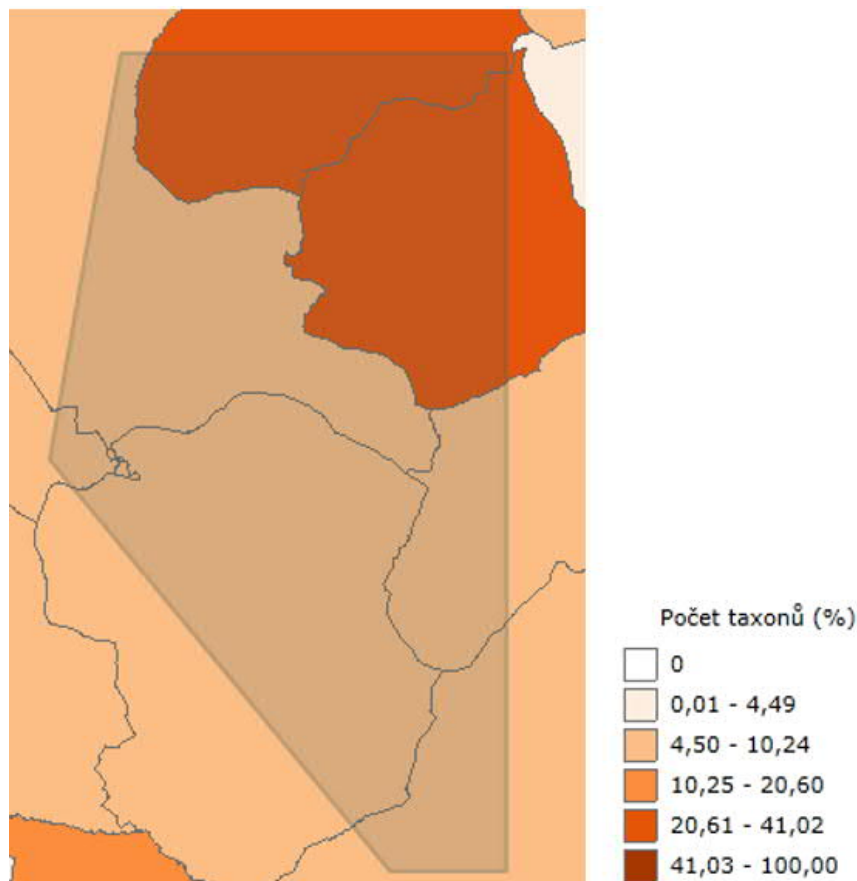 Počet taxonů (%)
0
0,01 - 4,49
4,50 - 10,24
10,25 - 20,60
20,61 - 41,02
41,03 - 100,00